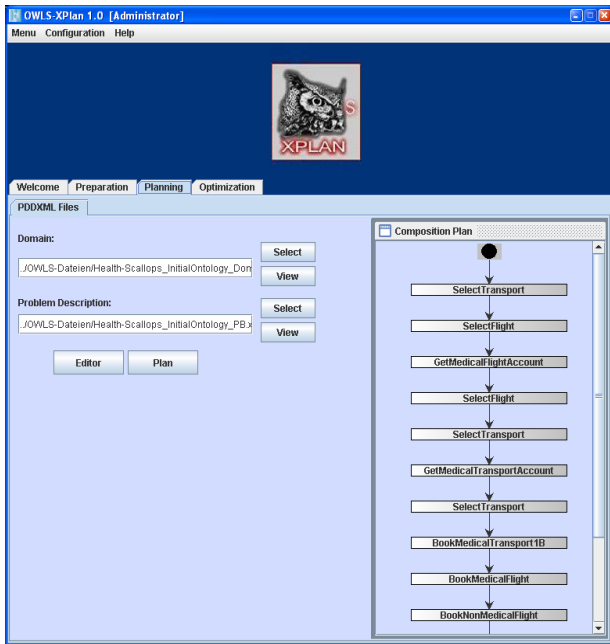 OWLS-XPlan 1.0 [Administrator]
Menu Configuration Help
S
XPLAN
Welcome Preparation Planning Optimization
PDDXML Files
Domain:
Select
../OWLS-Dateien/Health-Scallops_InitialOntology_Dom
View
Problem Description:
Select
../OWLS-Dateien/Health-Scallops_InitialOntology_PB.x
View
Editor Plan
Composition Plan
SelectTransport
SelectFlight
GetMedicalFlightAccount
SelectFlight
SelectTransport
GetMedicalTransportAccount
SelectTransport
BookMedicalTransport1B
BookMedicalFlight
BookNonMedicalFlight